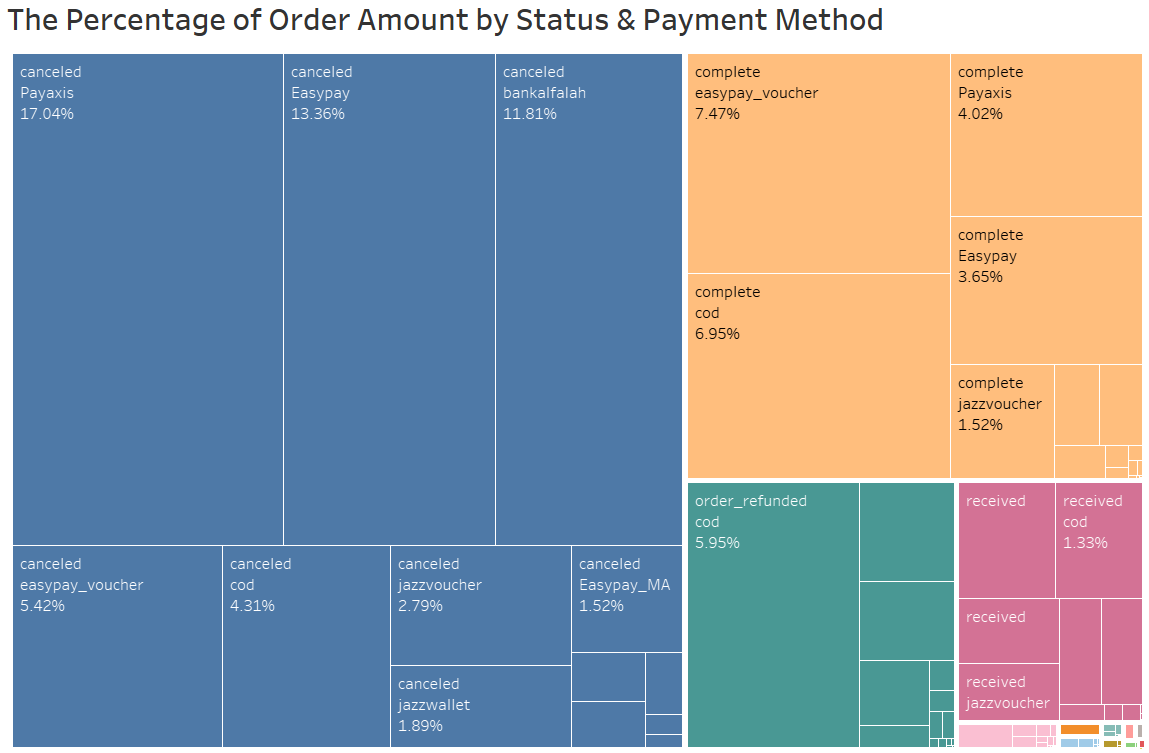 The Percentage of Order Amount by Status & Payment Method
canceled
Payaxis
17.04%
canceled
Easypay
13.36%
canceled
bankalfalah
11.81%
canceled
easypay_voucher
5.42%
canceled
cod
4.31%
canceled
jazzvoucher
2.79%
canceled
jazzwallet
1.89%
canceled
Easypay_MA
1.52%
complete
easypay_voucher
7.47%
complete
cod
6.95%
complete
Payaxis
4.02%
complete
Easypay
3.65%
complete
jazzvoucher
1.52%
order_refunded
cod
5.95%
received
received
cod
1.33%
received
received
jazzvoucher